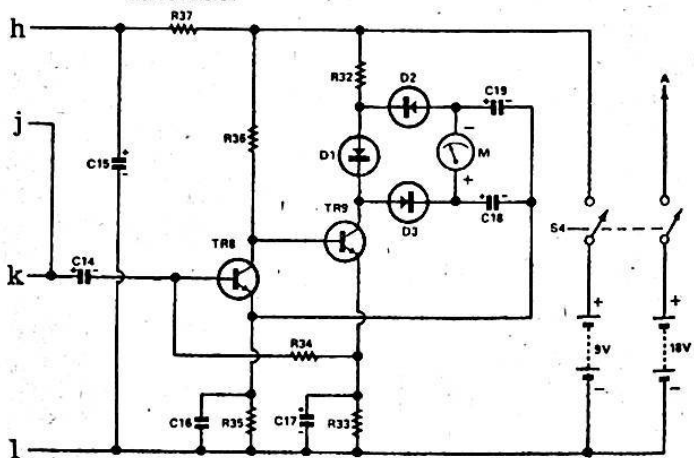 h
R37
A
R32
D2
C19
j
R36
-
M
D1
C15
+
TR9
D3
C18
S4
TR8
k
C14
+
+
9V
18V
R34
-
-
C16
R35
C17
R33
l